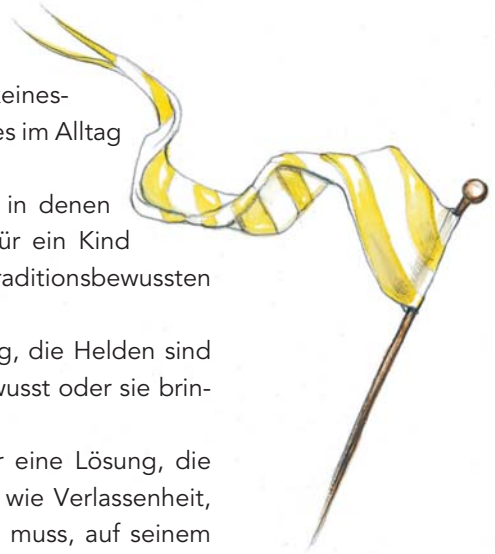 keines-
es im Alltag
in denen
ür ein Kind
raditionsbewussten
g, die Helden sind
wusst oder sie brin-
r eine Lösung, die
wie Verlassenheit,
muss, auf seinem